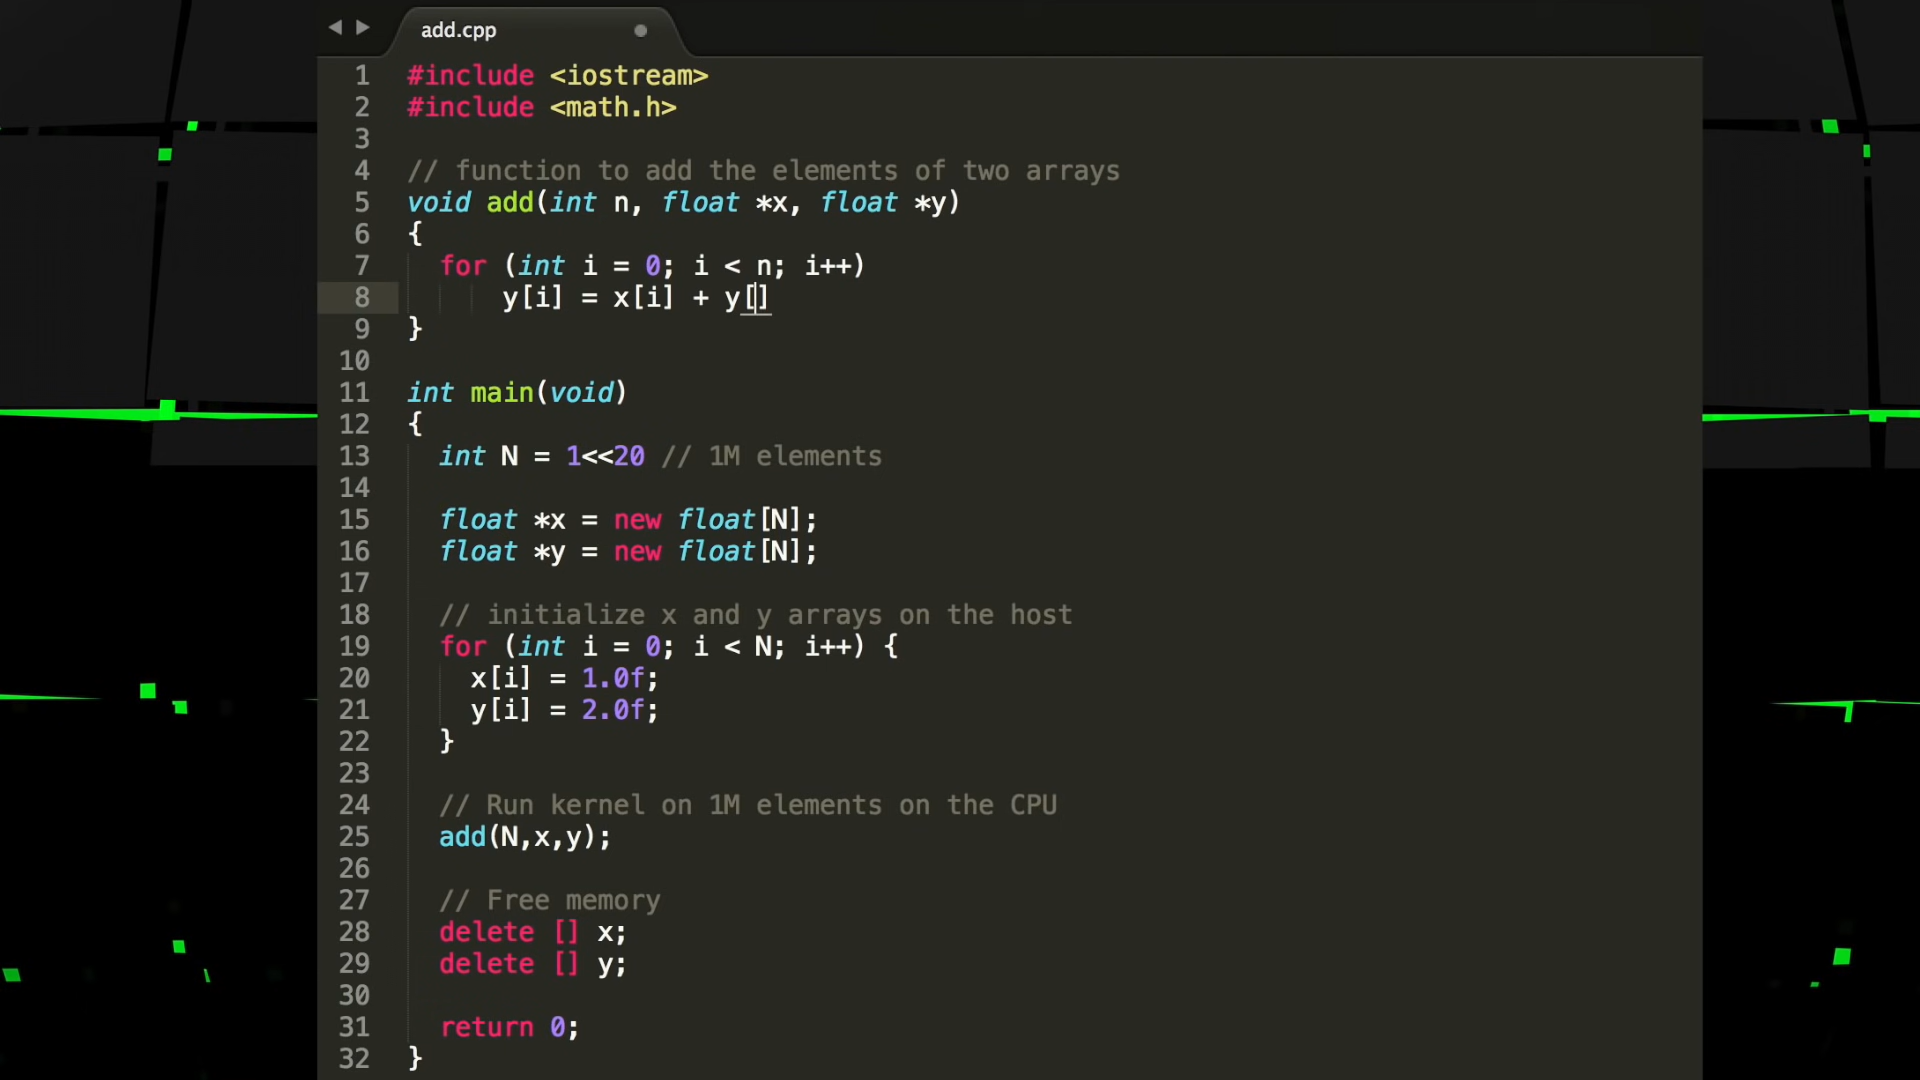 add.cpp
1 #include <iostream>
2 #include <math.h>
3
4 // function to add the elements of two arrays
5 void add(int n, float *x, float *y)
6 {
7 for (int i = 0; i < n; i++)
8 y[i] = x[i] + y[]
9 }
10
11 int main(void)
12 {
13 int N = 1<<20 // 1M elements
14
15 float *x = new float[N];
16 float *y = new float[N];
17
18 // initialize x and y arrays on the host
19 for (int i = 0; i < N; i++) {
20 x[i] = 1.0f;
21 y[i] = 2.0f;
22 }
23
24 // Run kernel on 1M elements on the CPU
25 add(N,x,y);
26
27 // Free memory
28 delete [] x;
29 delete [] y;
30
31 return 0;
32 }